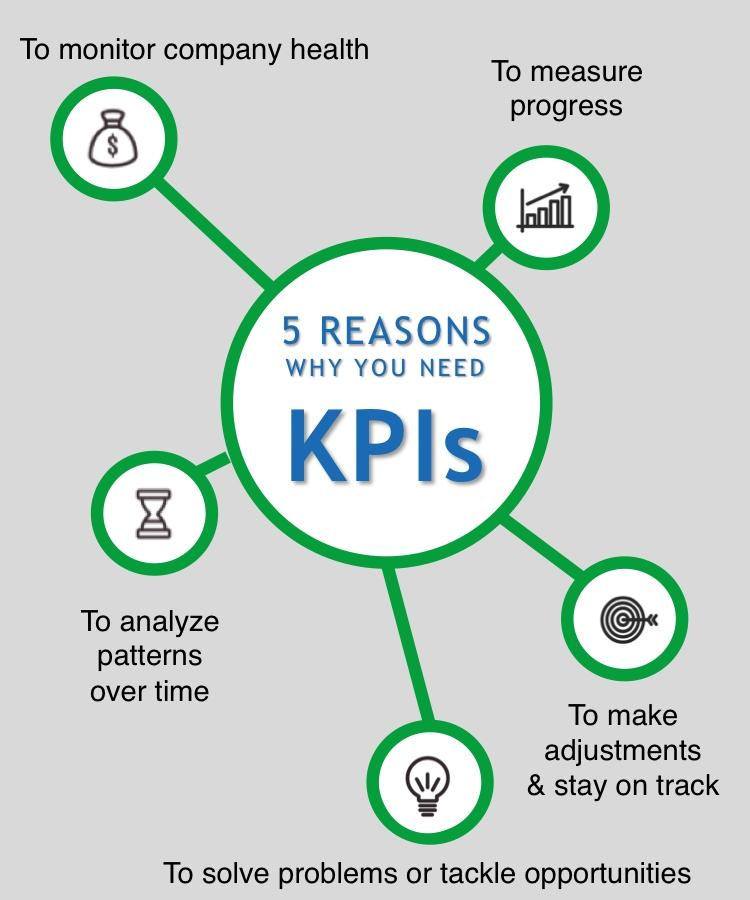 To monitor company health
To measure
progress
$
5 REASONS
WHY YOU NEED
KPIs
To analyze
patterns
over time
To make
adjustments
& stay on track
To solve problems or tackle opportunities